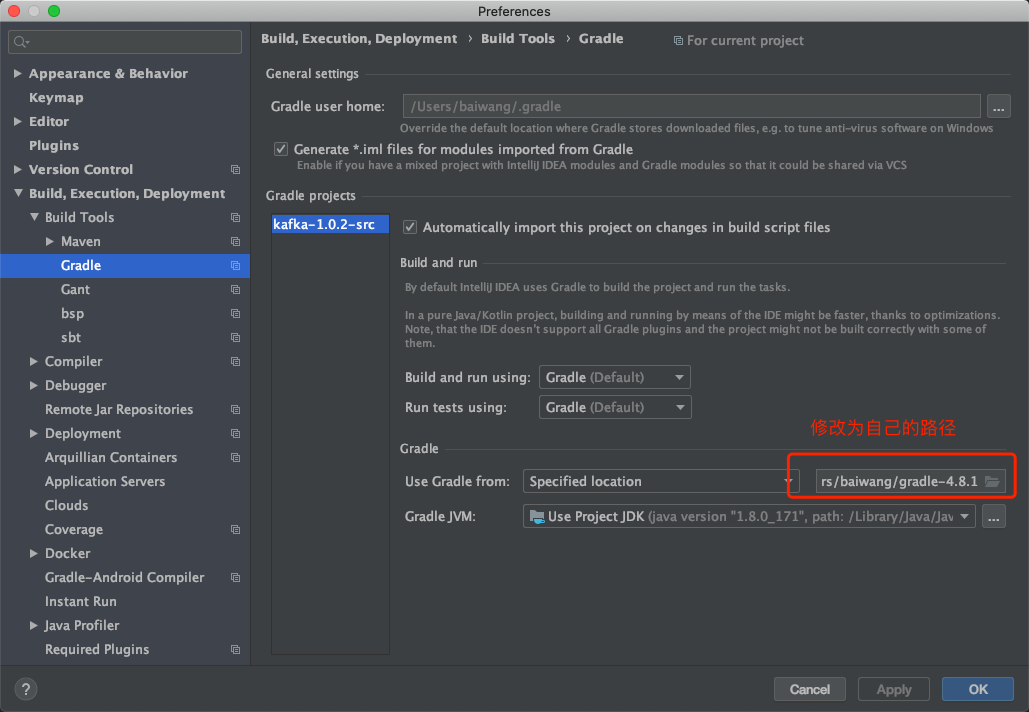 Preferences
Build, Execution, Deployment › Build Tools › Gradle For current project
Appearance & Behavior
Keymap
Editor
Plugins
Version Control
Build, Execution, Deployment
Build Tools
Maven
Gradle
Gant
bsp
sbt
Compiler
Debugger
Remote Jar Repositories
Deployment
Arquillian Containers
Application Servers
Clouds
Coverage
Docker
Gradle-Android Compiler
Instant Run
Java Profiler
Required Plugins
General settings
Gradle user home: /Users/baiwang/.gradle ...
Override the default location where Gradle stores downloaded files, e.g. to tune anti-virus software on Windows
Generate *.iml files for modules imported from Gradle
Enable if you have a mixed project with IntelliJ IDEA modules and Gradle modules so that it could be shared via VCS
Gradle projects
kafka-1.0.2-src
Automatically import this project on changes in build script files
Build and run
By default IntelliJ IDEA uses Gradle to build the project and run the tasks.
In a pure Java/Kotlin project, building and running by means of the IDE might be faster, thanks to optimizations.
Note, that the IDE doesn't support all Gradle plugins and the project might not be built correctly with some of
them.
Build and run using: Gradle (Default)
Run tests using: Gradle (Default)
修改为自己的路径
Gradle
Use Gradle from: Specified location rs/baiwang/gradle-4.8.1
Gradle JVM: Use Project JDK (java version "1.8.0_171", path: /Library/Java/Jav ...
? Cancel Apply OK